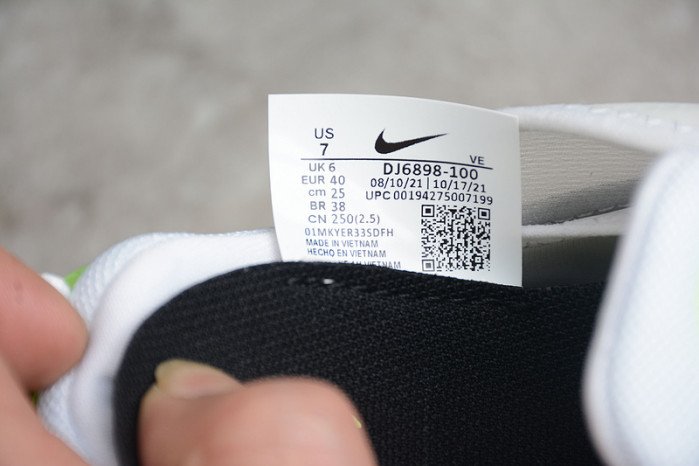 US
7
VE
UK 6
DJ6898-100
EUR 40
08/10/21 | 10/17/21
cm 25
UPC 00194275007199
BR 38
CN 250(2.5)
01MKYER33SDFH
MADE IN VIETNAM
HECHO EN VIETNAM